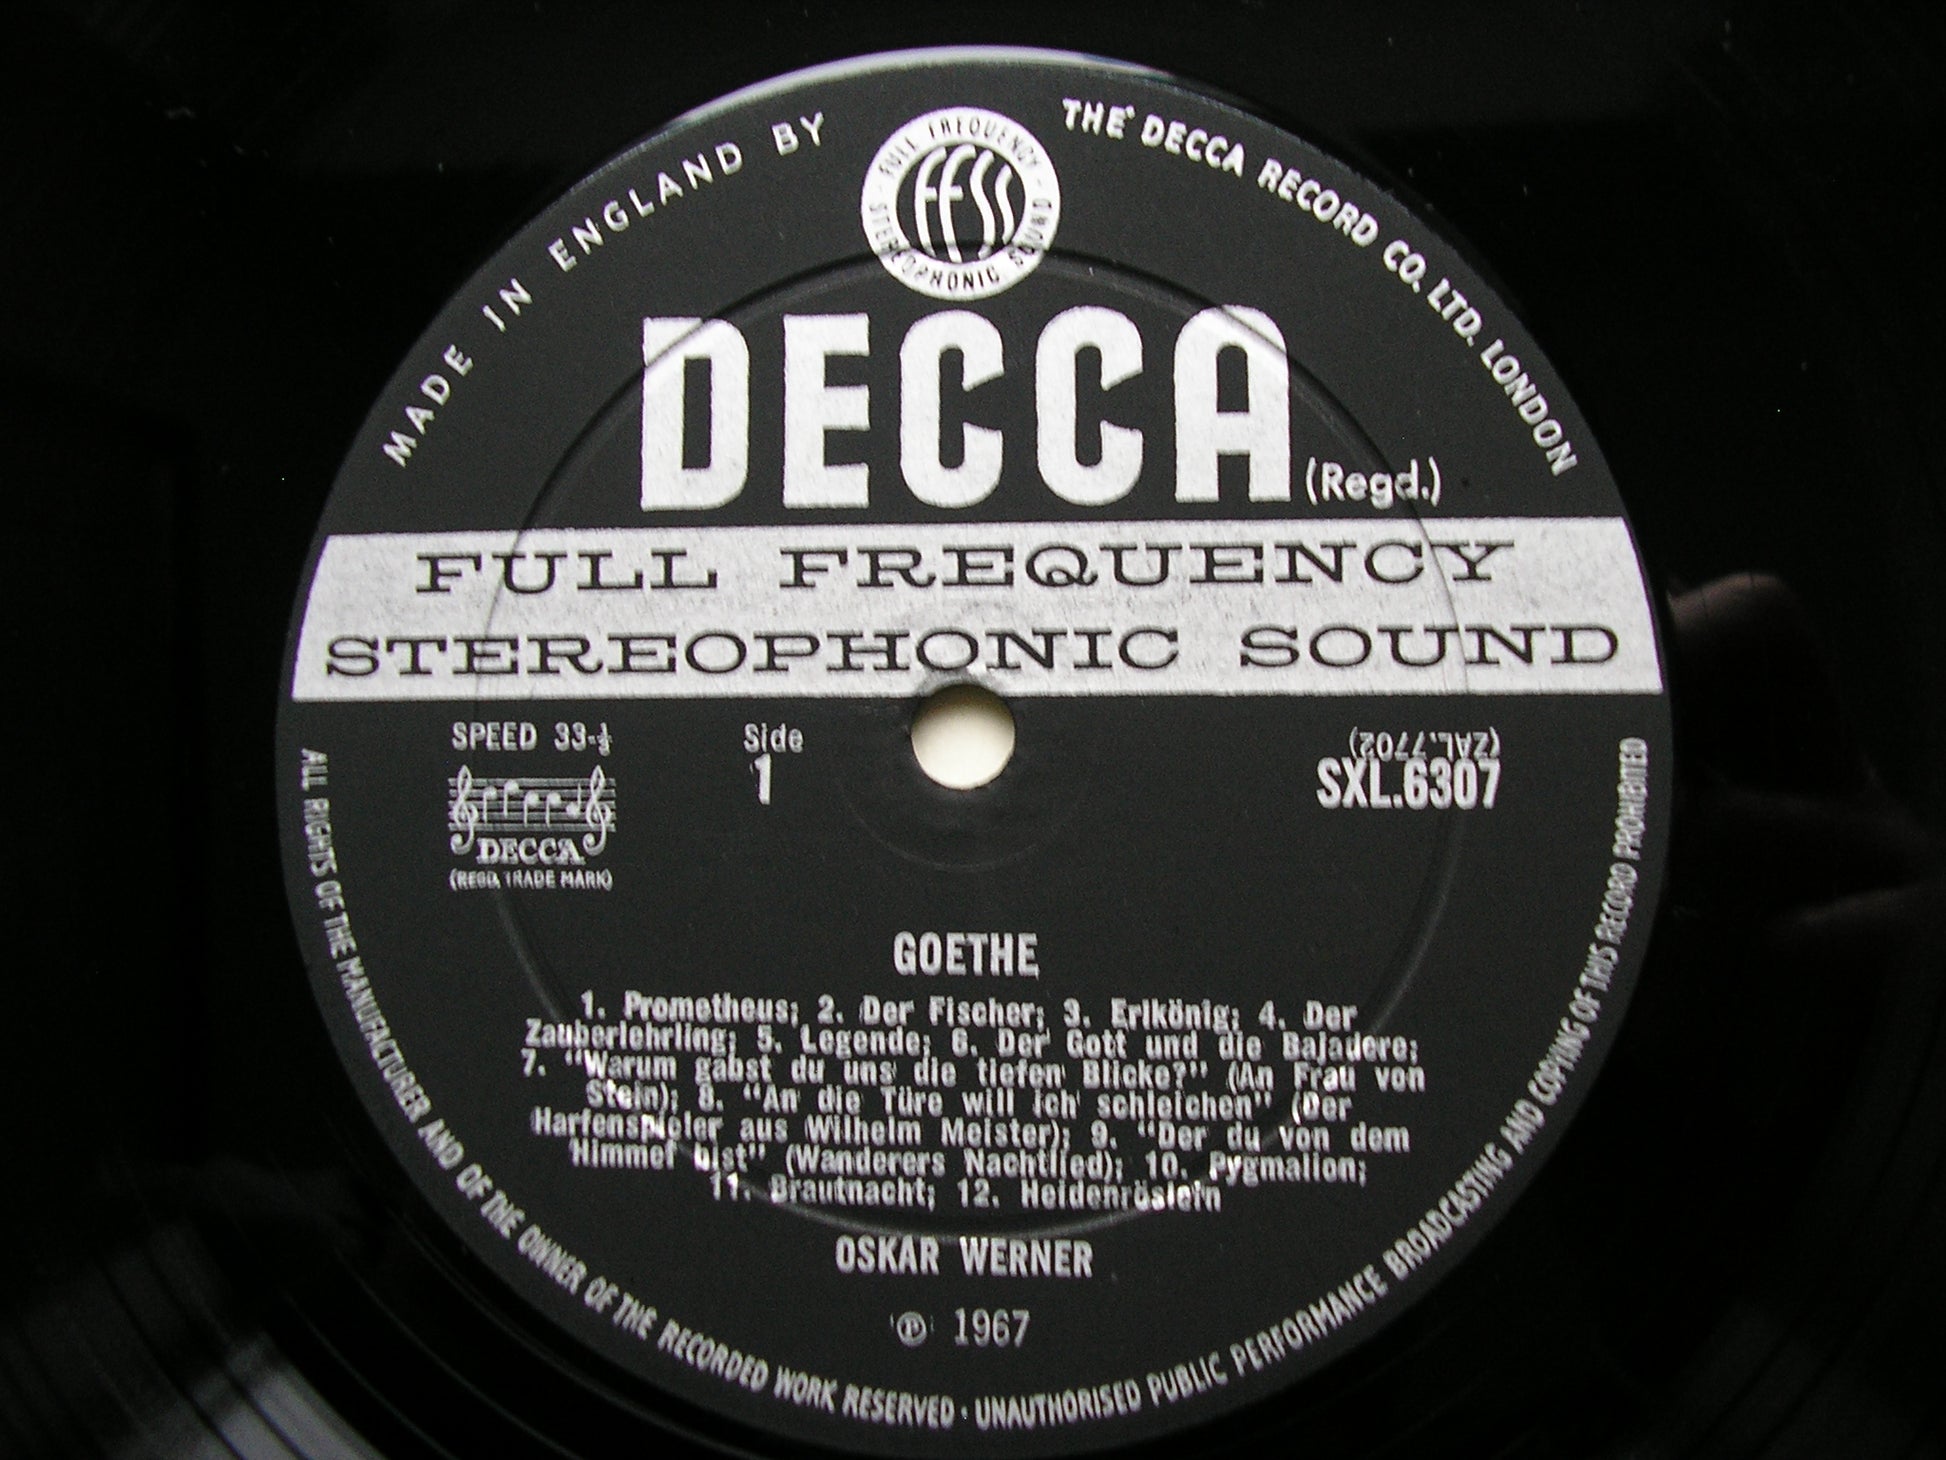 MADE IN ENGLAND BY
THE DECCA RECORD CO. LTD. LONDON
FULL FREQUENCY
ffss
STEREOPHONIC SOUND
DECCA
(Regd.)
FULL FREQUENCY
STEREOPHONIC SOUND
SPEED 33-⅓
Side
1
(ZAL.7702)
SXL.6307
DECCA
(REGD. TRADE MARK)
GOETHE
1. Prometheus; 2. Der Fischer; 3. Erlkönig; 4. Der
Zauberlehrling; 5. Legende; 6. Der Gott und die Bajadere;
7. "Warum gabst du uns die tiefen Blicke?" (An Frau von
Stein); 8. "An die Türe will ich schleichen" (Der
Harfenspieler aus Wilhelm Meister); 9. "Der du von dem
Himmel bist" (Wanderers Nachtlied); 10. Pygmalion;
11. Brautnacht; 12. Heidenröslein
OSKAR WERNER
℗ 1967
ALL RIGHTS OF THE MANUFACTURER AND OF THE OWNER OF THE RECORDED WORK RESERVED · UNAUTHORISED PUBLIC PERFORMANCE BROADCASTING AND COPYING OF THIS RECORD PROHIBITED